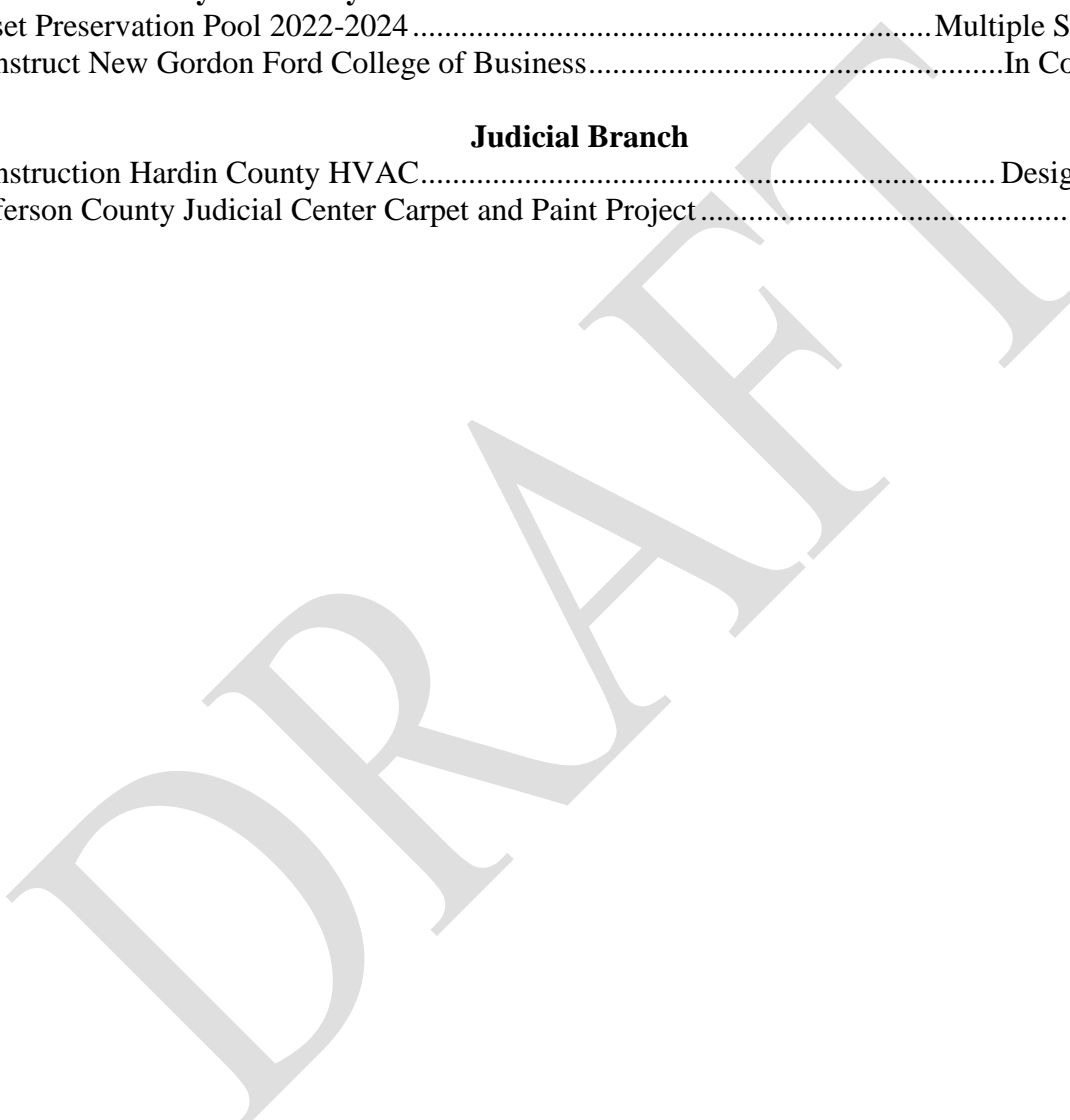 set Preservation Pool 2022-2024.................................................................Multiple S
nstruct New Gordon Ford College of Business....................................................In Co
Judicial Branch
nstruction Hardin County HVAC........................................................................Desig
ferson County Judicial Center Carpet and Paint Project...............................................
DRAFT